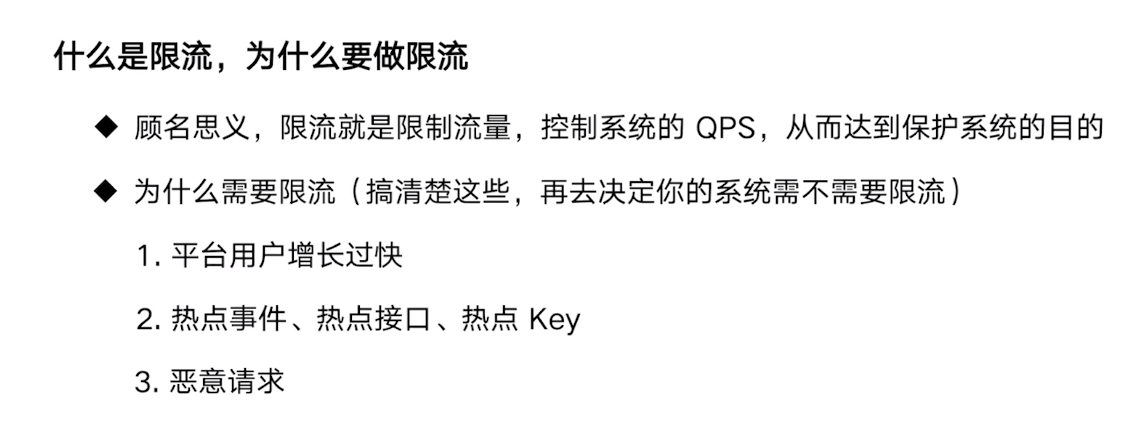 什么是限流，为什么要做限流
◆ 顾名思义，限流就是限制流量，控制系统的 QPS，从而达到保护系统的目的
◆ 为什么需要限流（搞清楚这些，再去决定你的系统需不需要限流）
1. 平台用户增长过快
2. 热点事件、热点接口、热点 Key
3. 恶意请求